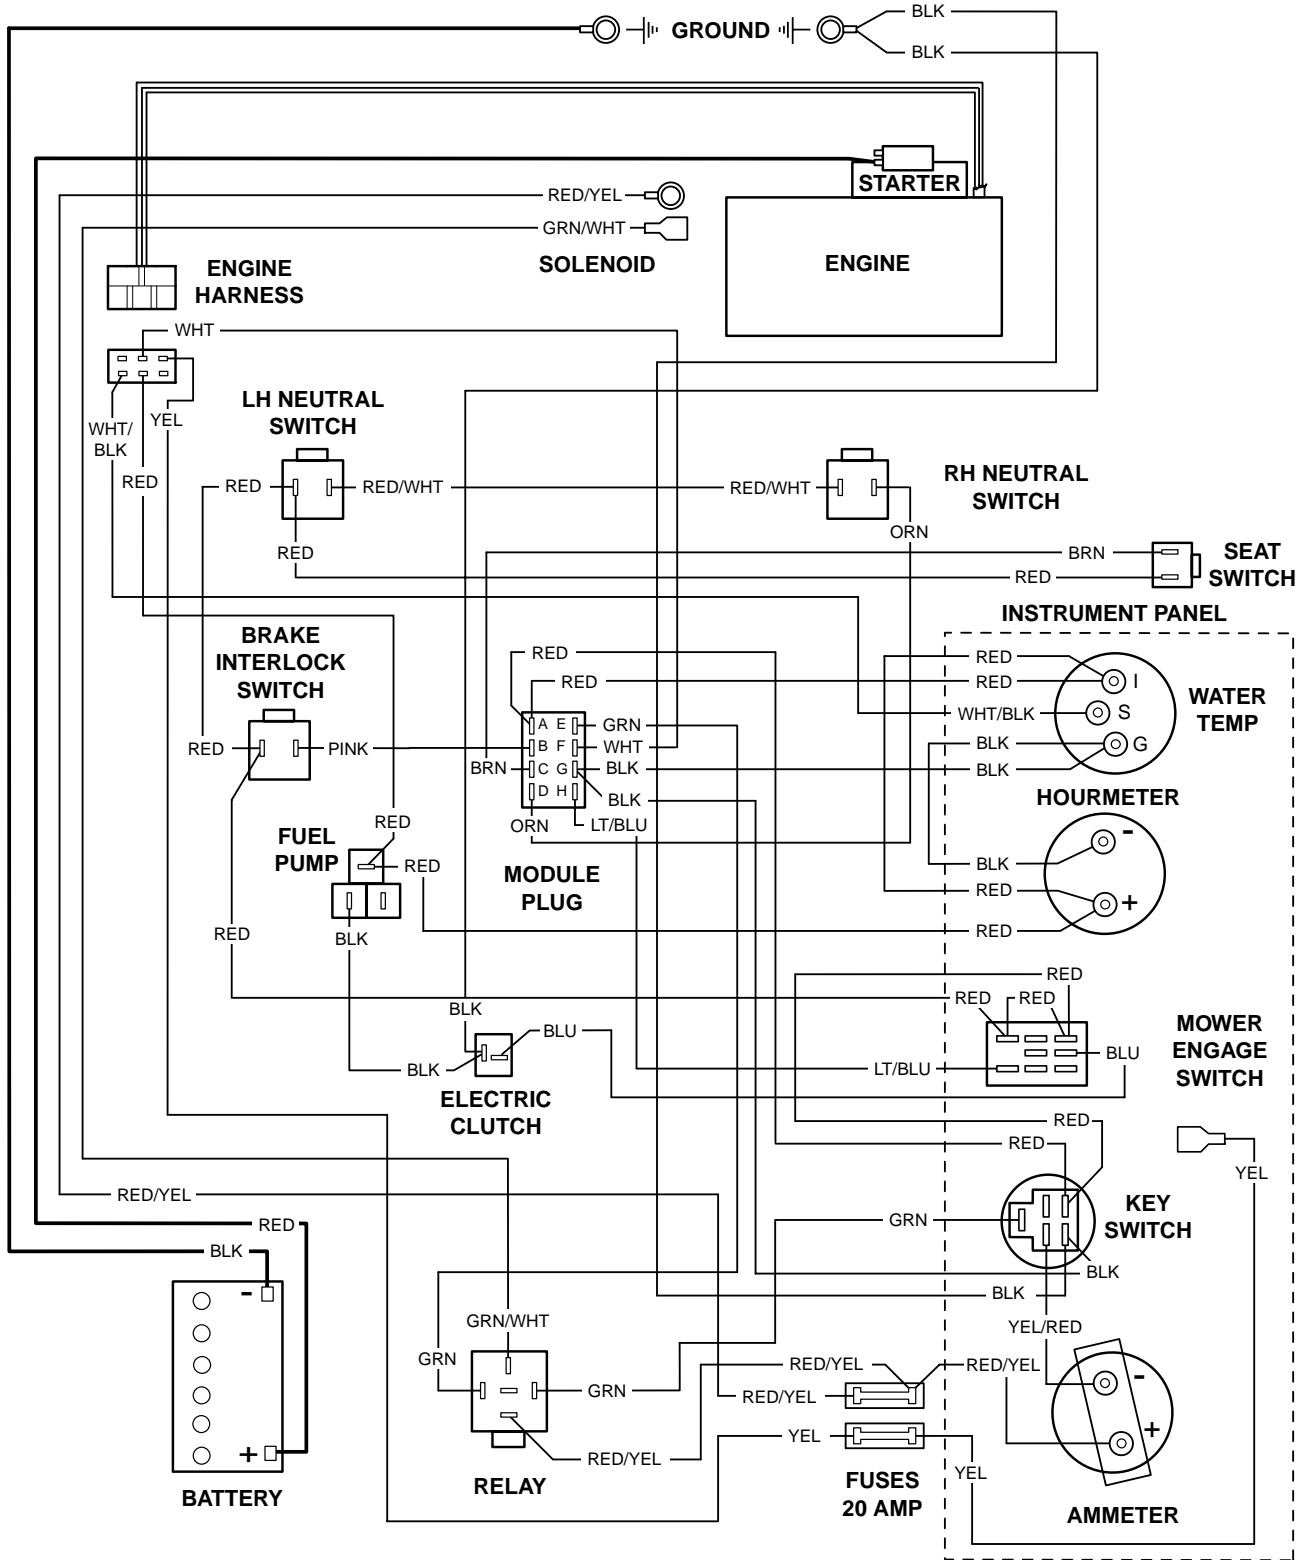 BLK
GROUND
BLK
STARTER
RED/YEL
GRN/WHT
SOLENOID
ENGINE
ENGINE
HARNESS
WHT
LH NEUTRAL
SWITCH
YEL
WHT/
BLK
RED
RED
RED/WHT
RED/WHT
RH NEUTRAL
SWITCH
ORN
RED
BRN
SEAT
SWITCH
RED
INSTRUMENT PANEL
BRAKE
INTERLOCK
SWITCH
RED
RED
RED
RED
I
WATER
TEMP
WHT/BLK
S
A E
GRN
RED
PINK
B F
WHT
BLK
G
BRN
C G
BLK
BLK
D H
BLK
HOURMETER
ORN
LT/BLU
RED
FUEL
PUMP
RED
MODULE
PLUG
-
BLK
RED
+
RED
RED
BLK
RED
RED
RED
BLK
BLU
MOWER
ENGAGE
SWITCH
BLU
BLK
LT/BLU
ELECTRIC
CLUTCH
RED
RED
YEL
RED/YEL
KEY
SWITCH
GRN
RED
BLK
BLK
-
BLK
GRN/WHT
YEL/RED
GRN
RED/YEL
RED/YEL
-
GRN
RED/YEL
+
YEL
+
RED/YEL
YEL
RELAY
FUSES
20 AMP
BATTERY
AMMETER